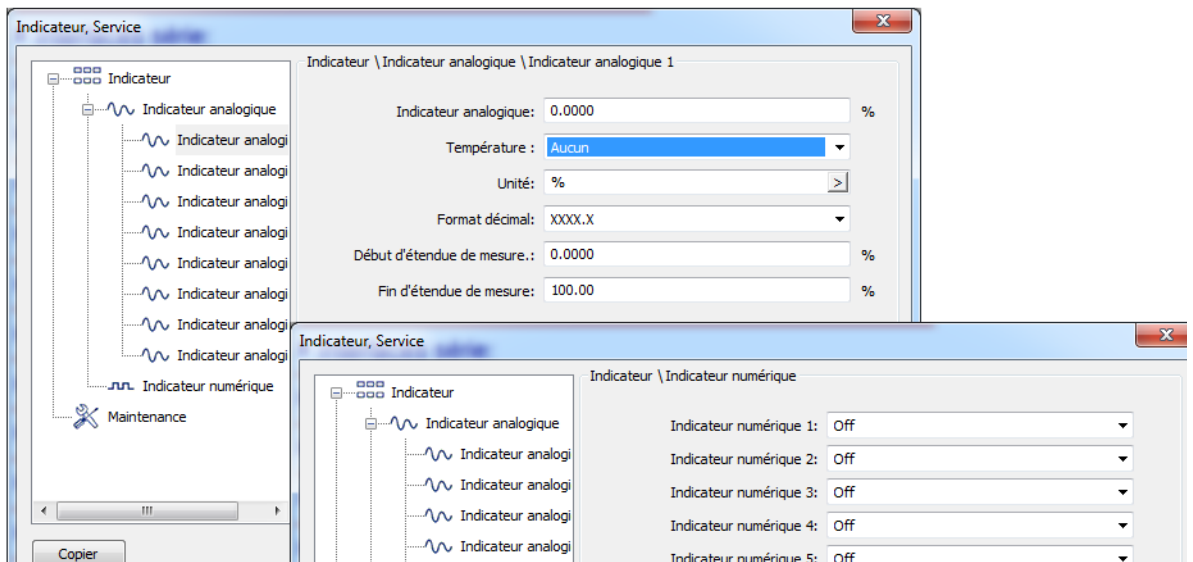 Indicateur, Service
Indicateur \ Indicateur analogique \ Indicateur analogique 1
Indicateur
Indicateur analogique
Indicateur analogi
Indicateur analogi
Indicateur analogi
Indicateur analogi
Indicateur analogi
Indicateur analogi
Indicateur analogi
Indicateur analogi
Indicateur numérique
Maintenance
Copier
Indicateur analogique: 0.0000 %
Température : Aucun
Unité: % >
Format décimal: XXXX.X
Début d'étendue de mesure.: 0.0000 %
Fin d'étendue de mesure: 100.00 %
Indicateur, Service
Indicateur \ Indicateur numérique
Indicateur
Indicateur analogique
Indicateur analogi
Indicateur analogi
Indicateur analogi
Indicateur analogi
Indicateur numérique 1: Off
Indicateur numérique 2: Off
Indicateur numérique 3: Off
Indicateur numérique 4: Off
Indicateur numérique 5: Off